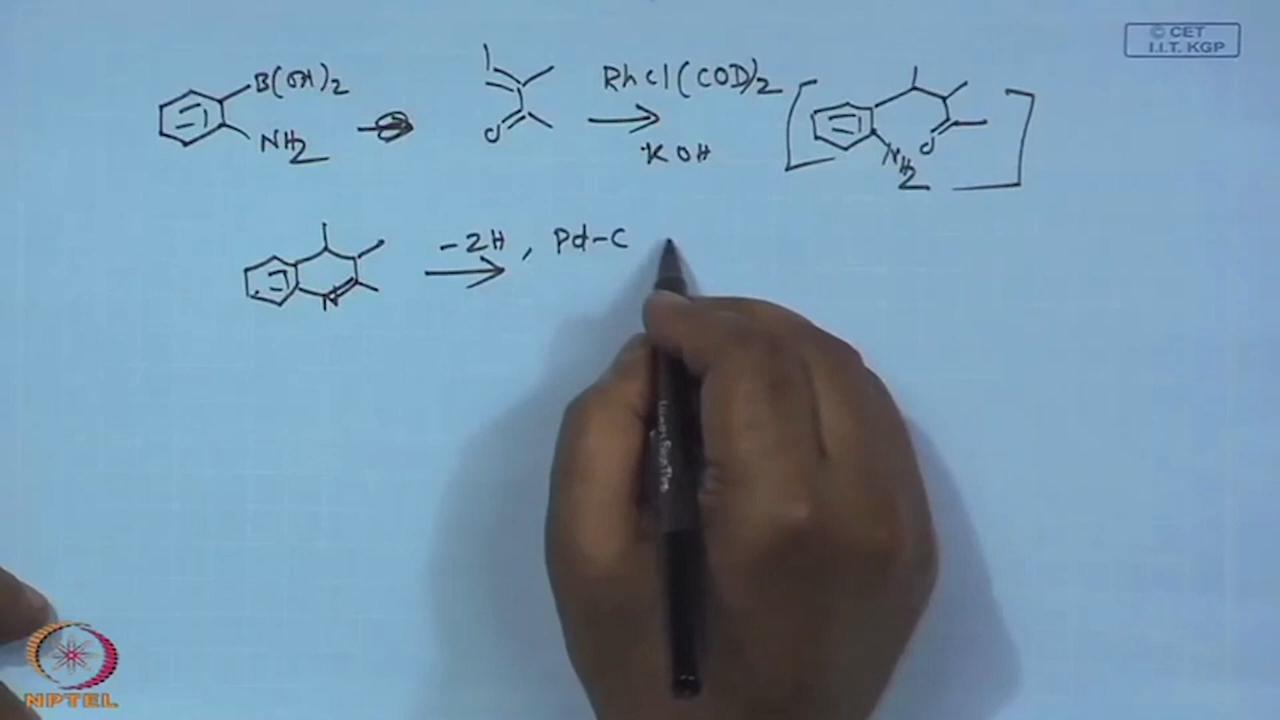 © CET
I.I.T. KGP
B(OH)2
NH2
O
RhCl(COD)2
KOH
O
NH2
N
-2H, Pd-C
NPTEL